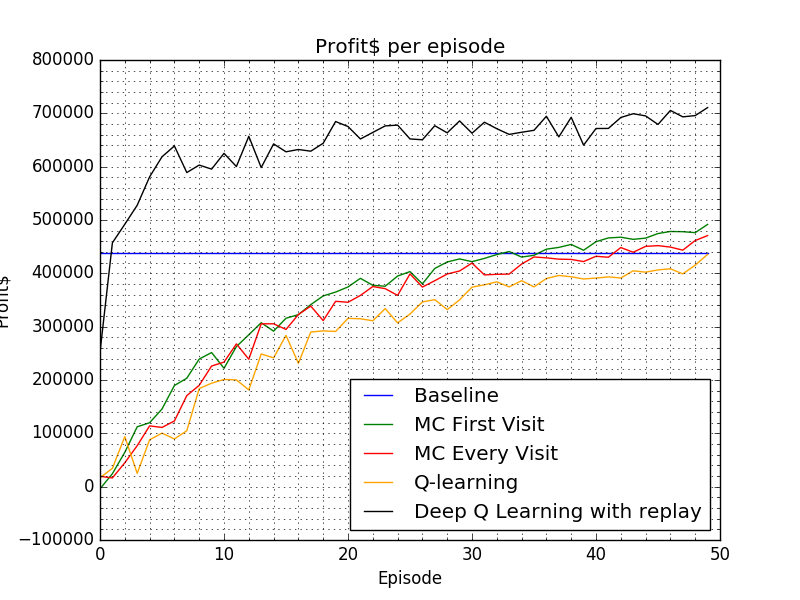 Profit$ per episode
800000
700000
600000
500000
400000
300000
200000
100000
0
−100000
Profit$
Baseline
MC First Visit
MC Every Visit
Q-learning
Deep Q Learning with replay
0 10 20 30 40 50
Episode